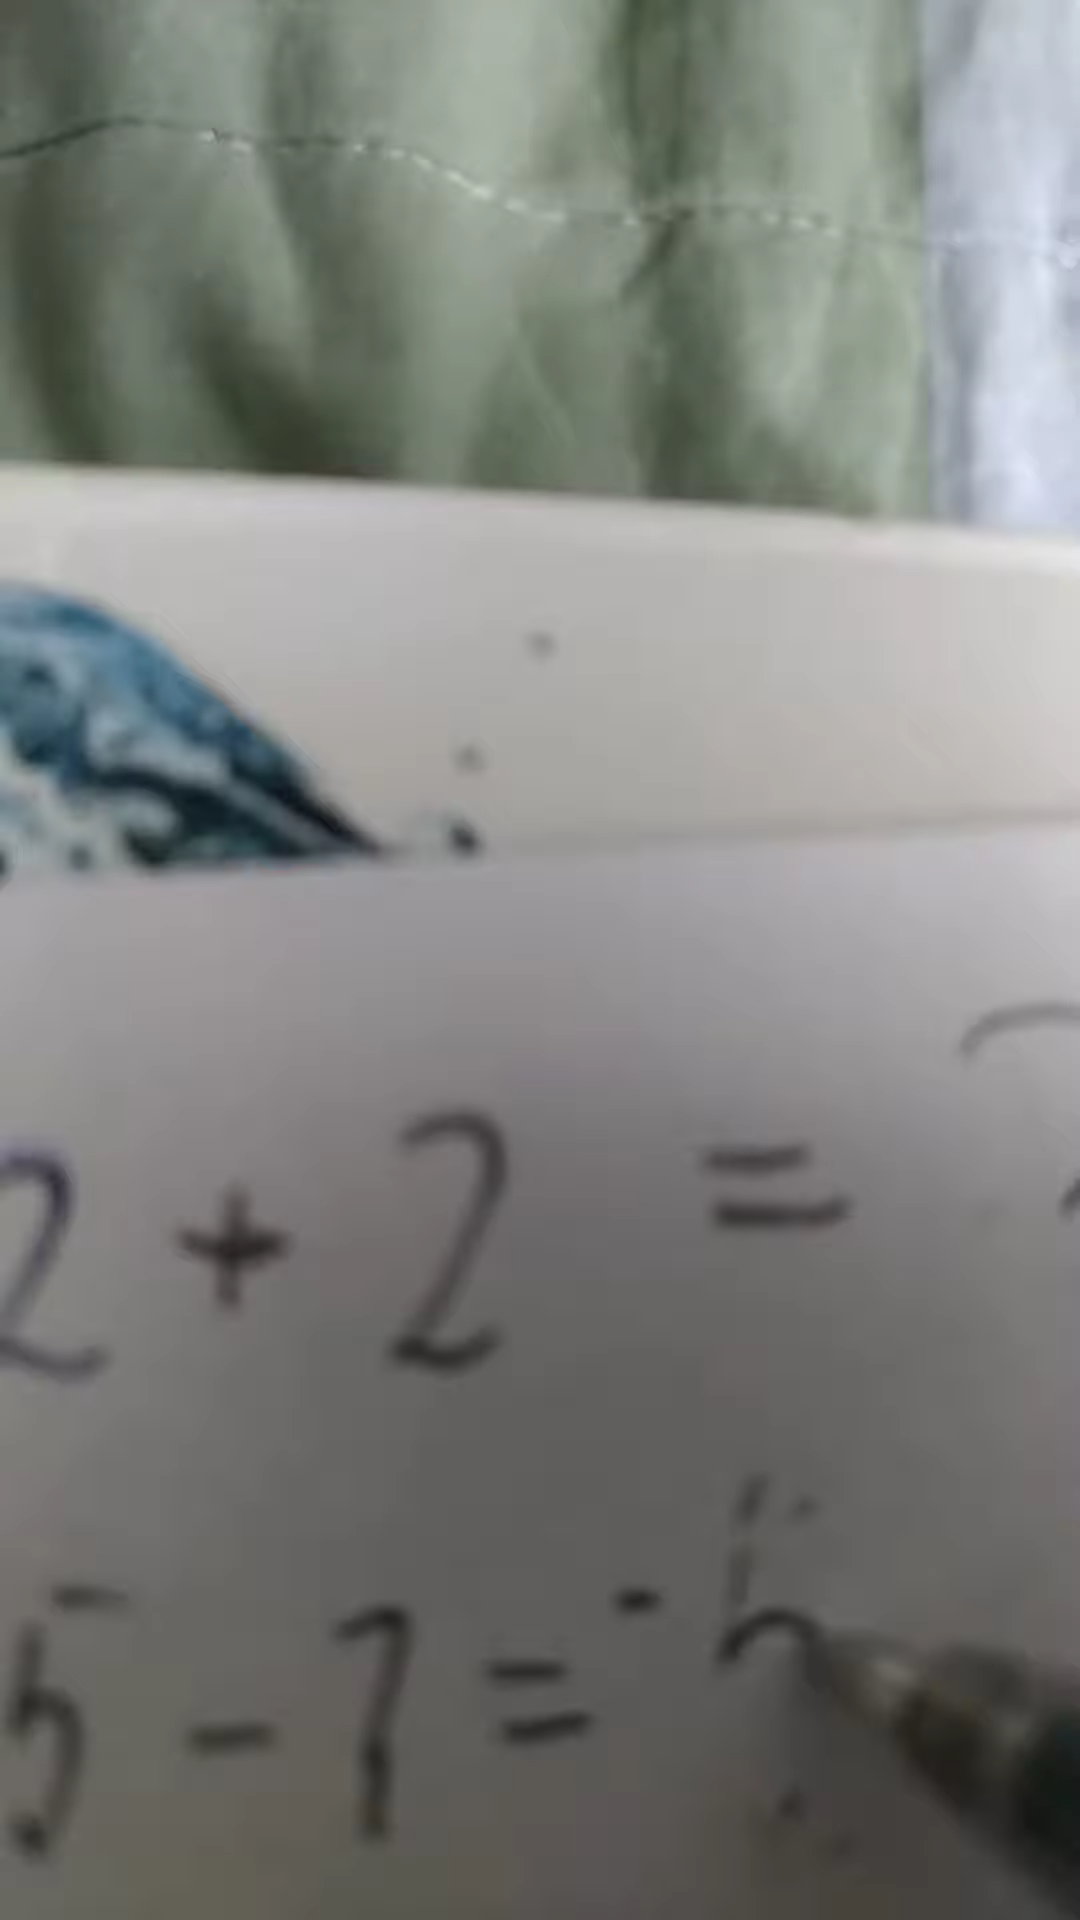 2 + 2 =
5 - 7 = -